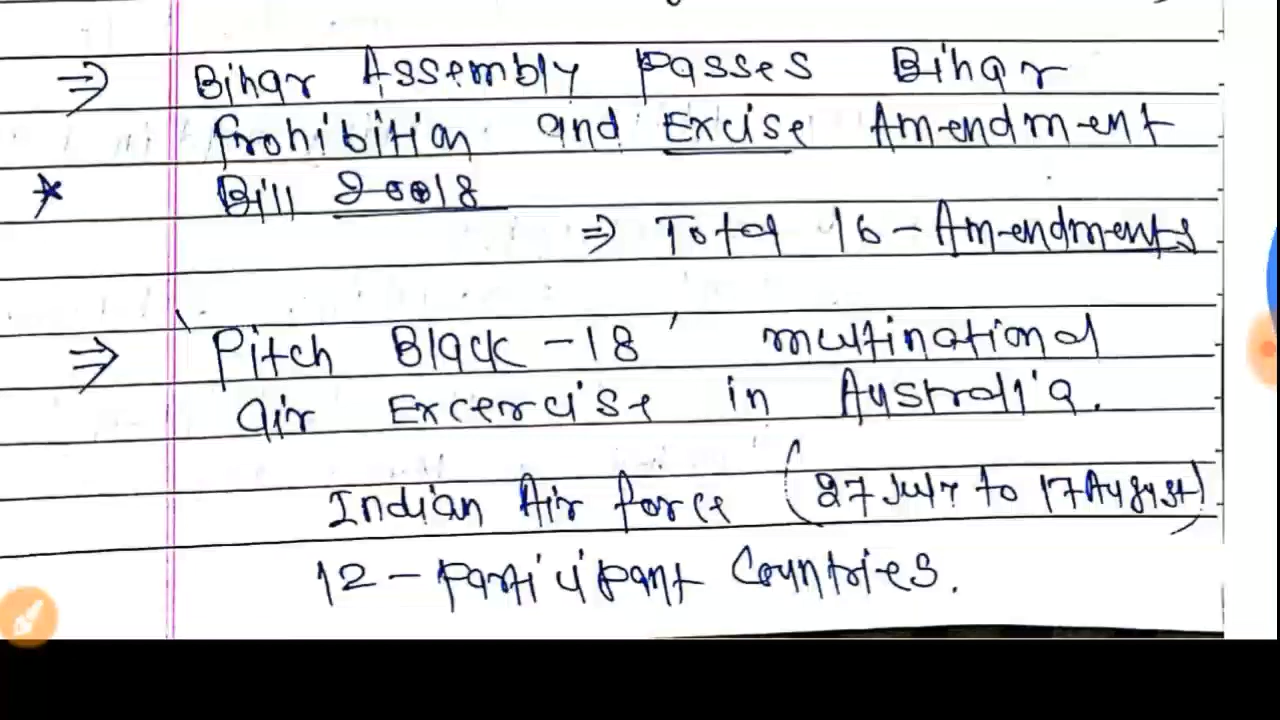 ⇒ Bihar Assembly Passes Bihar
Prohibition and Excise Amendment
* Bill 20018
⇒ Total 16 - Amendments
⇒ 'Pitch Black - 18' multinational
air Excercise in Australia.
Indian Air force (27 July to 17 August)
12 - participant Countries.